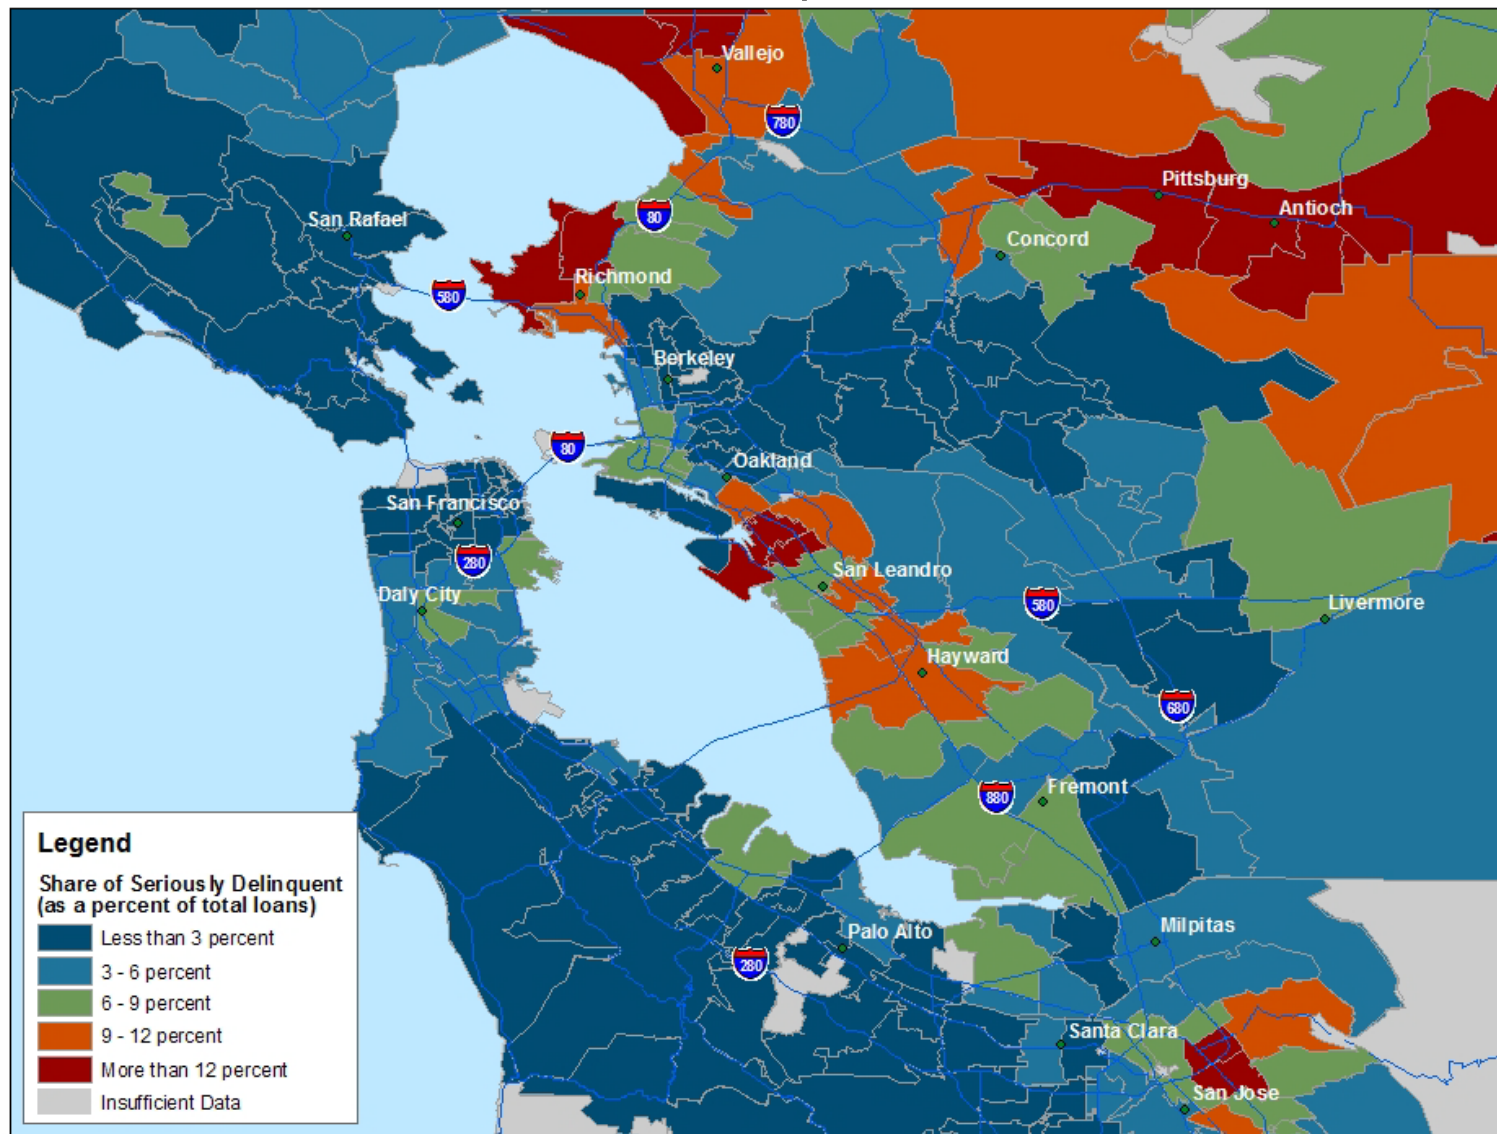 Vallejo
780
Pittsburg
Antioch
San Rafael
80
Concord
Richmond
580
Berkeley
80
Oakland
San Francisco
280
San Leandro
Daly City
580
Livermore
Hayward
680
Fremont
880
Milpitas
Palo Alto
280
Santa Clara
San Jose
Legend
Share of Seriously Delinquent
(as a percent of total loans)
Less than 3 percent
3 - 6 percent
6 - 9 percent
9 - 12 percent
More than 12 percent
Insufficient Data